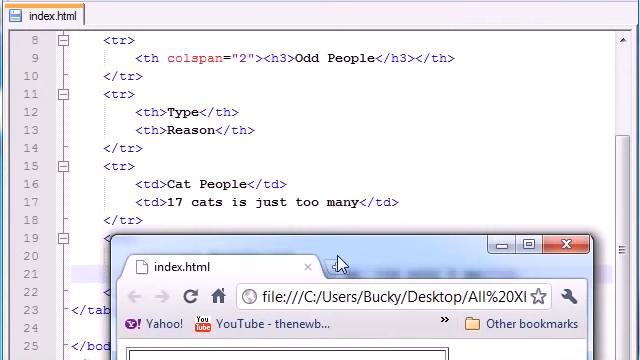 index.html
8 <tr>
9 <th colspan="2"><h3>Odd People</h3></th>
10 </tr>
11 <tr>
12 <th>Type</th>
13 <th>Reason</th>
14 </tr>
15 <tr>
16 <td>Cat People</td>
17 <td>17 cats is just too many</td>
18 </tr>
19
20
21
22
23 </tab
24
25 </body
index.html
file:///C:/Users/Bucky/Desktop/All%20XI
Yahoo! YouTube - thenewb... » Other bookmarks